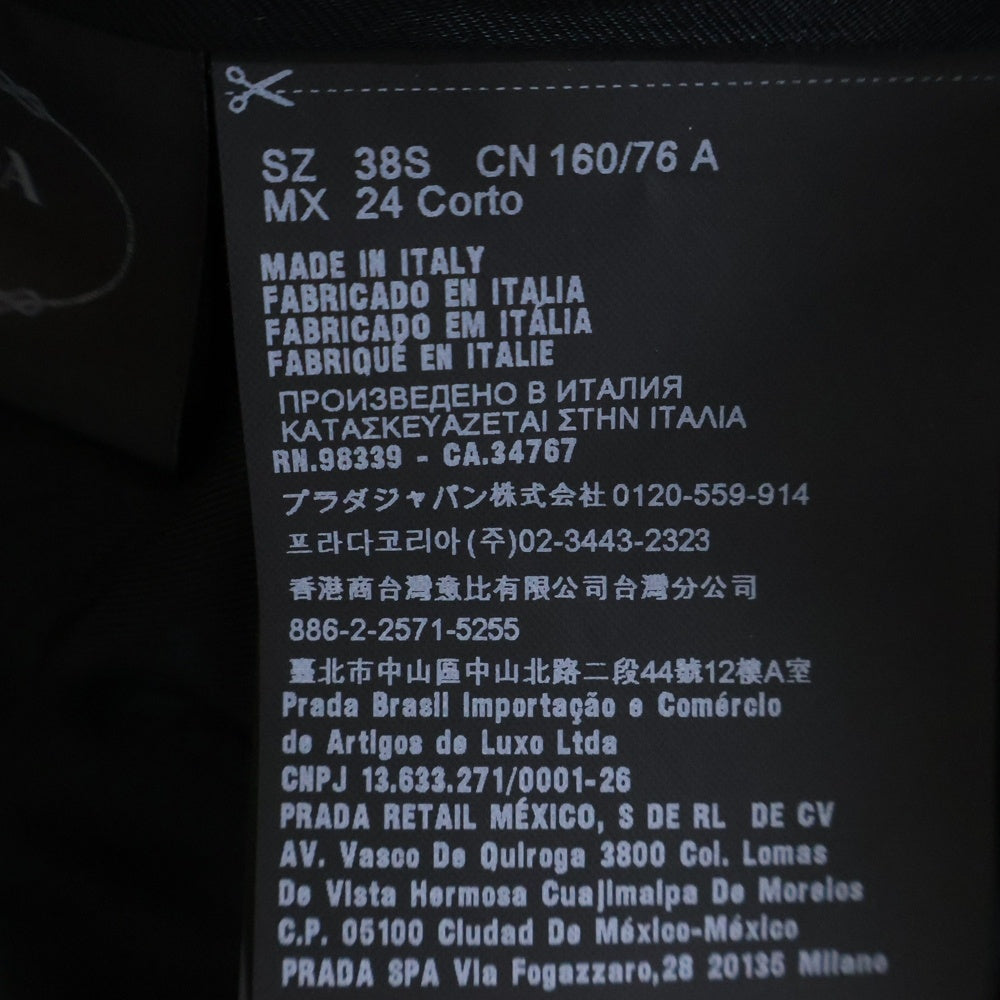 A
SZ 38S CN 160/76 A
MX 24 Corto
MADE IN ITALY
FABRICADO EN ITALIA
FABRICADO EM ITÁLIA
FABRIQUÉ EN ITALIE
ПРОИЗВЕДЕНО В ИТАЛИЯ
ΚΑΤΑΣΚΕΥΑΖΕΤΑΙ ΣΤΗΝ ΙΤΑΛΙΑ
RN.98339 - CA.34767
プラダジャパン株式会社 0120-559-914
프라다코리아 (주)02-3443-2323
香港商台灣意比有限公司台灣分公司
886-2-2571-5255
臺北市中山區中山北路二段44號12樓A室
Prada Brasil Importação e Comércio
de Artigos de Luxo Ltda
CNPJ 13.633.271/0001-26
PRADA RETAIL MÉXICO, S DE RL DE CV
AV. Vasco De Quiroga 3800 Col. Lomas
De Vista Hermosa Cuajimalpa De Morelos
C.P. 05100 Ciudad De México-México
PRADA SPA Via Fogazzaro,28 20135 Milano